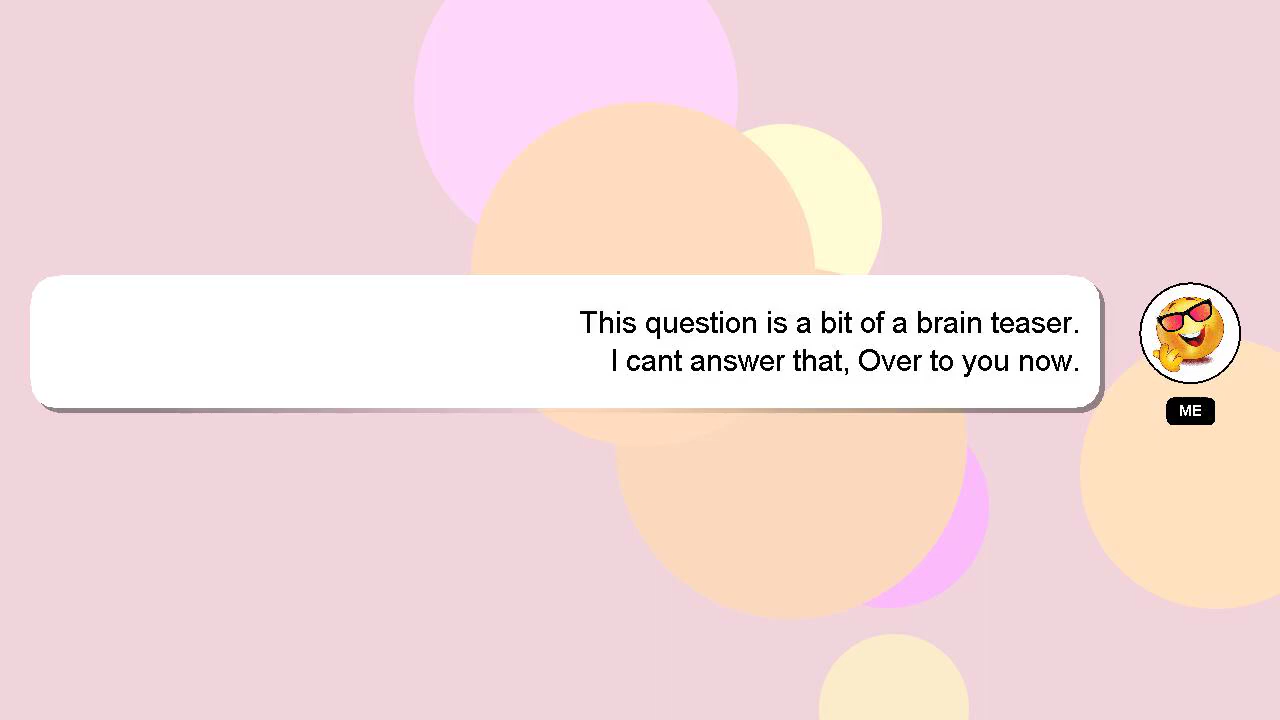 This question is a bit of a brain teaser.
I cant answer that, Over to you now.
ME